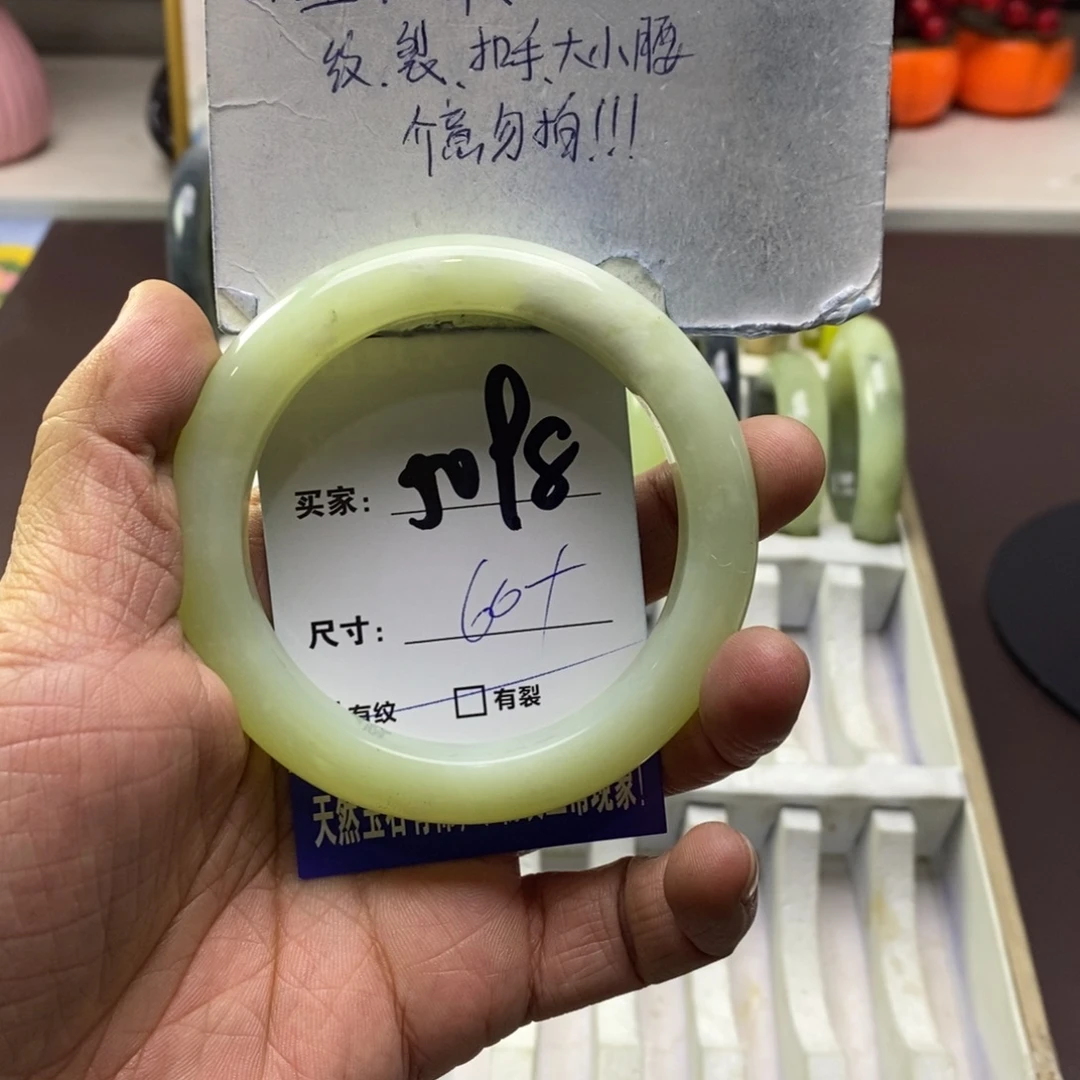 纹、裂、扣手、大小腰
介意勿拍!!!
买家:
尺寸: 60+
有纹 □有裂
天然玉石有